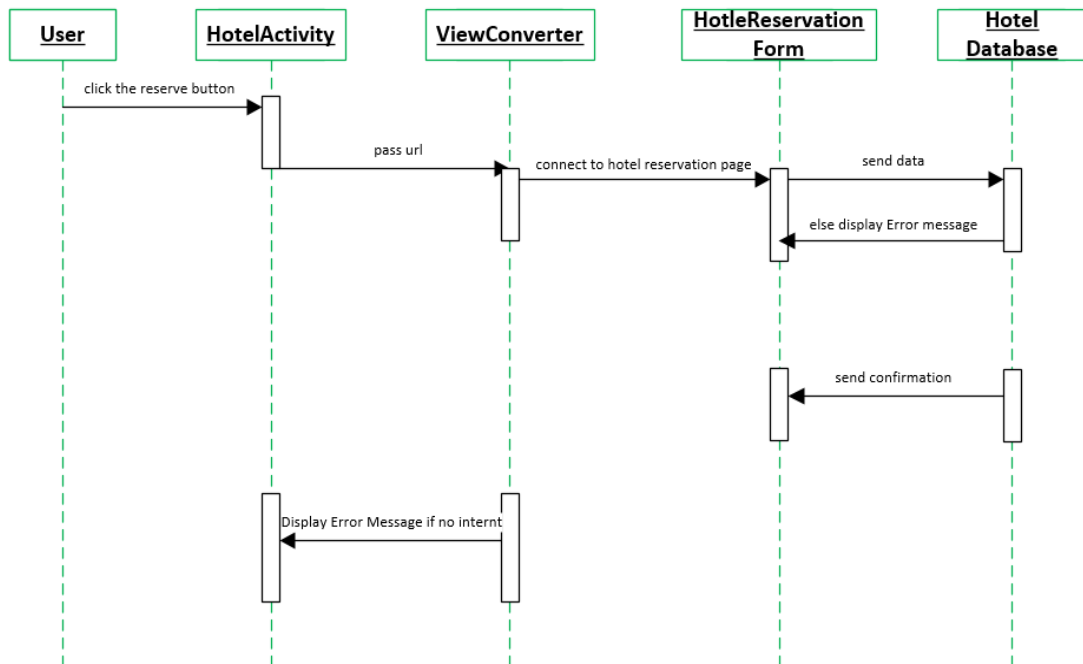 User
HotelActivity
ViewConverter
HotleReservation
Form
Hotel
Database
click the reserve button
pass url
connect to hotel reservation page
send data
else display Error message
send confirmation
Display Error Message if no internt